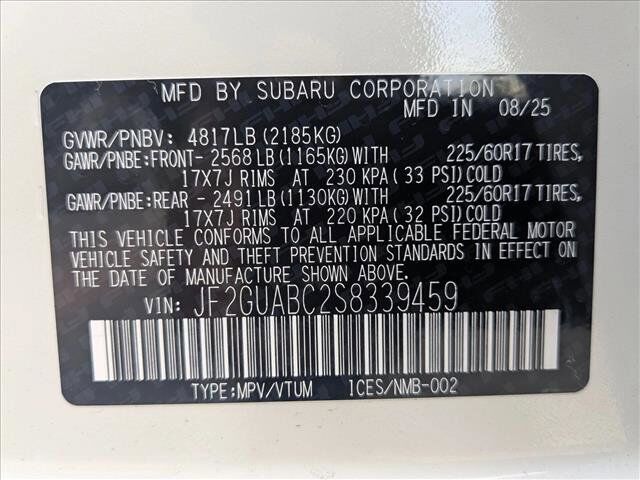 MFD BY SUBARU CORPORATION
MFD IN 08/25
GVWR/PNBV: 4817LB (2185KG)
GAWR/PNBE:FRONT- 2568 LB (1165KG) WITH 225/60R17 TIRES,
17X7J RIMS AT 230 KPA (33 PSI) COLD
GAWR/PNBE:REAR - 2491 LB (1130KG) WITH 225/60R17 TIRES,
17X7J RIMS AT 220 KPA (32 PSI) COLD
THIS VEHICLE CONFORMS TO ALL APPLICABLE FEDERAL MOTOR
VEHICLE SAFETY AND THEFT PREVENTION STANDARDS IN EFFECT ON
THE DATE OF MANUFACTURE SHOWN ABOVE.
VIN: JF2GUABC2S8339459
TYPE:MPV/VTUM ICES/NMB-002